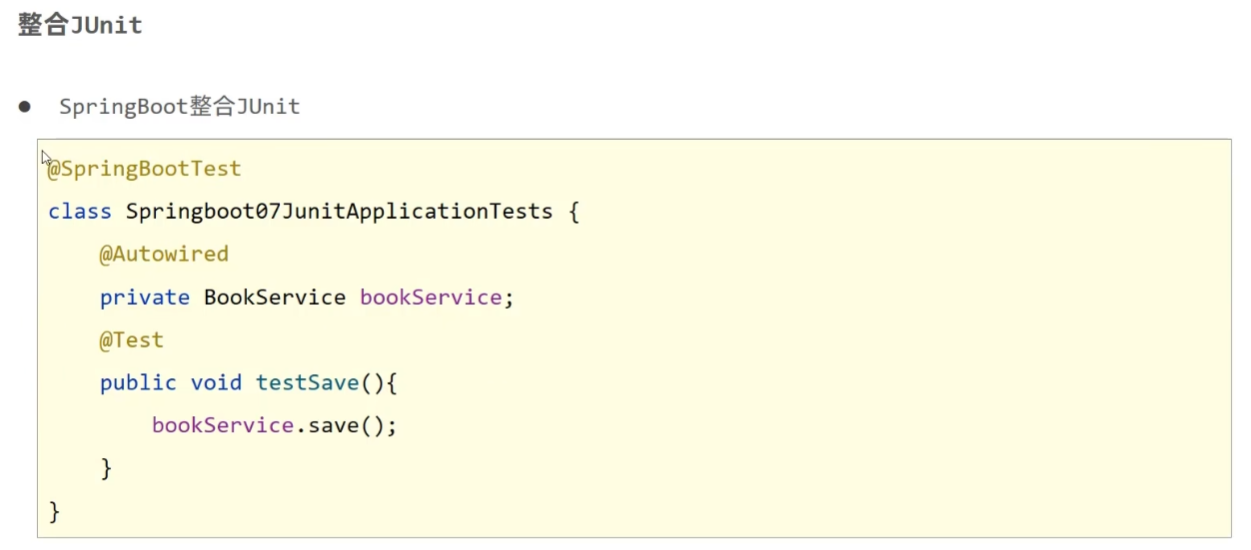 整合JUnit
● SpringBoot整合JUnit
@SpringBootTest
class Springboot07JunitApplicationTests {
    @Autowired
    private BookService bookService;
    @Test
    public void testSave(){
        bookService.save();
    }
}